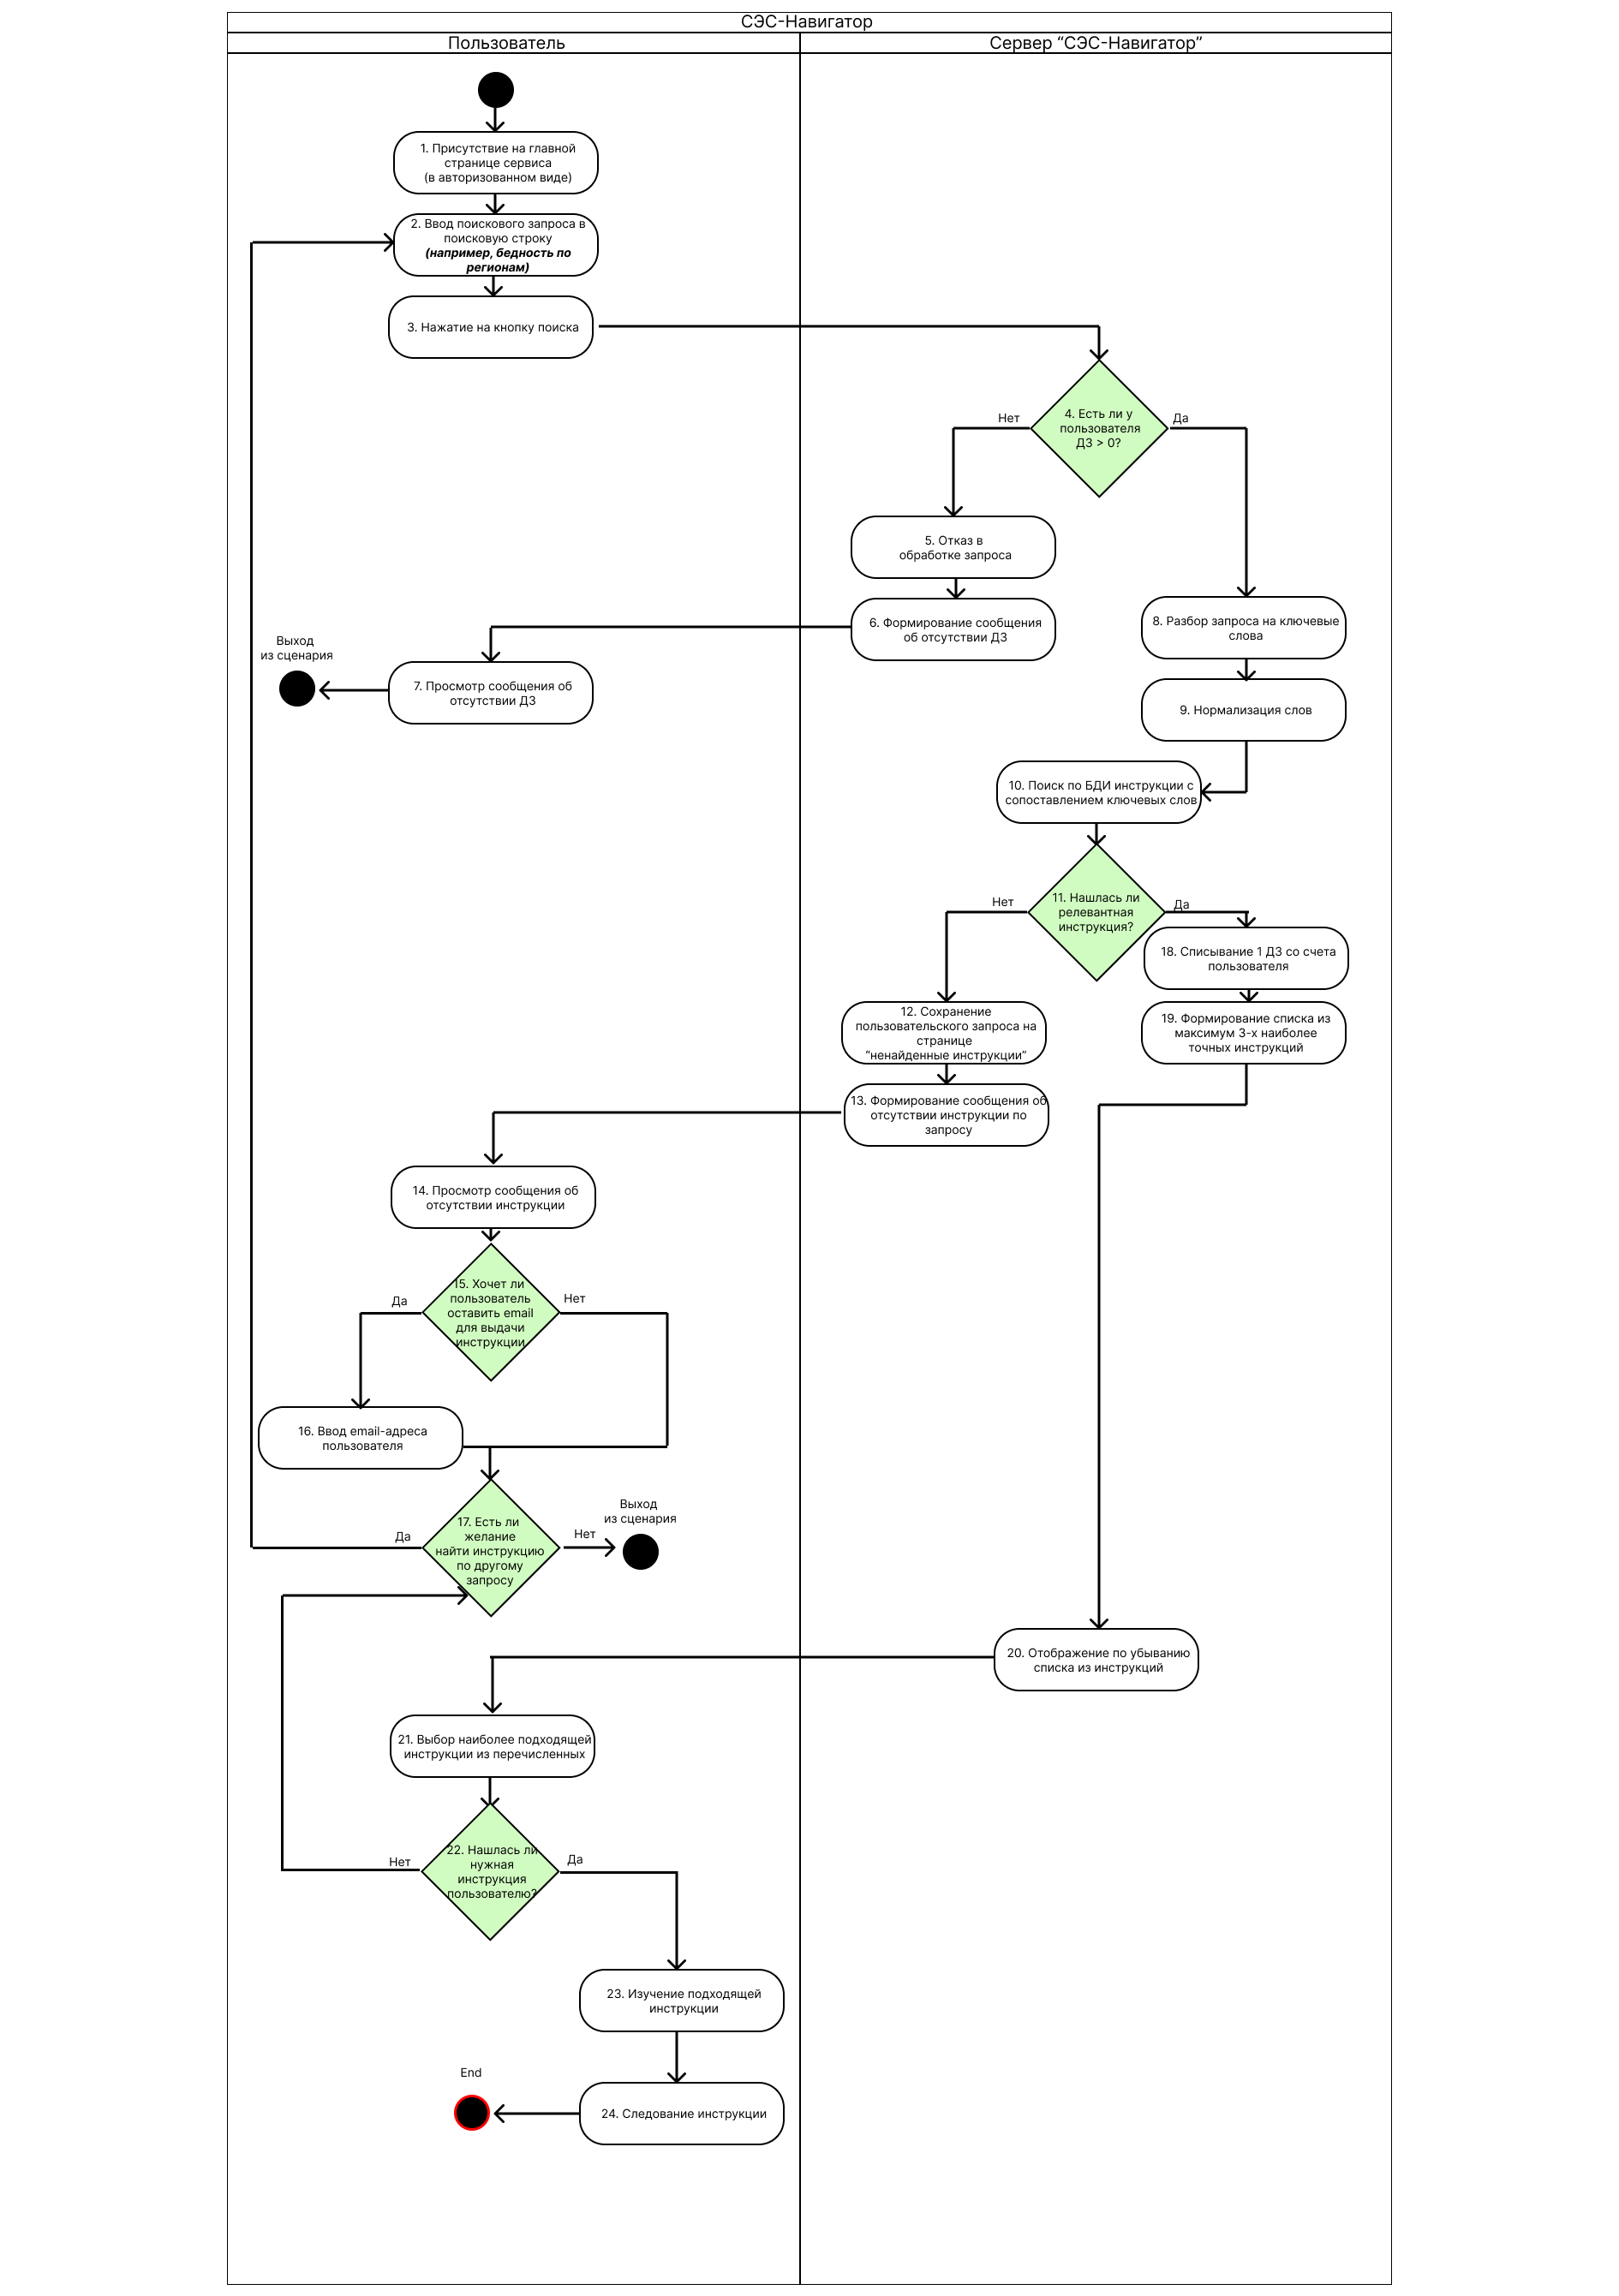 СЭС-Навигатор
Пользователь
Сервер “СЭС-Навигатор”
1. Присутствие на главной
странице сервиса
(в авторизованном виде)
2. Ввод поискового запроса в
поисковую строку
(например, бедность по
регионам)
3. Нажатие на кнопку поиска
4. Есть ли у
пользователя
ДЗ > 0?
Нет
Да
5. Отказ в
обработке запроса
6. Формирование сообщения
об отсутствии ДЗ
8. Разбор запроса на ключевые
слова
Выход
из сценария
7. Просмотр сообщения об
отсутствии ДЗ
9. Нормализация слов
10. Поиск по БДИ инструкции с
сопоставлением ключевых слов
11. Нашлась ли
релевантная
инструкция?
Нет
Да
18. Списывание 1 ДЗ со счета
пользователя
12. Сохранение
пользовательского запроса на
странице
“ненайденные инструкции”
19. Формирование списка из
максимум 3-х наиболее
точных инструкций
13. Формирование сообщения об
отсутствии инструкции по
запросу
14. Просмотр сообщения об
отсутствии инструкции
15. Хочет ли
пользователь
оставить email
для выдачи
инструкции
Да
Нет
16. Ввод email-адреса
пользователя
17. Есть ли
желание
найти инструкцию
по другому
запросу
Да
Нет
Выход
из сценария
20. Отображение по убыванию
списка из инструкций
21. Выбор наиболее подходящей
инструкции из перечисленных
22. Нашлась ли
нужная
инструкция
пользователю?
Нет
Да
23. Изучение подходящей
инструкции
End
24. Следование инструкции